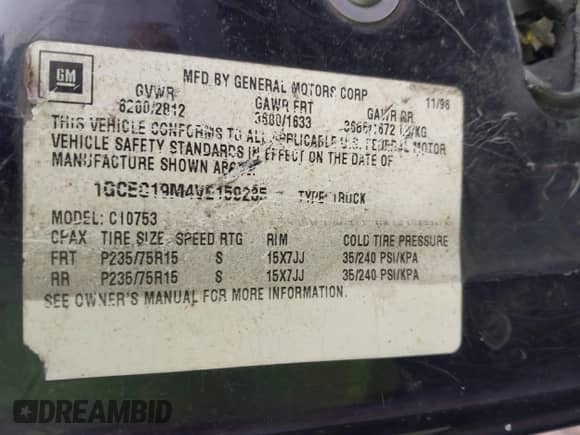 GM
MFD BY GENERAL MOTORS CORP 11/96
GVWR GAWR FRT GAWR RR
6200/2812 3600/1633 LB/KG
THIS VEHICLE CONFORMS TO ALL APPLICABLE U.S. FEDERAL MOTOR
VEHICLE SAFETY STANDARDS IN EFFECT ON THE DATE OF
MANUFACTURE SHOWN ABOVE.
TYPE: TRUCK
MODEL: C10753
TIRE SIZE SPEED RTG RIM COLD TIRE PRESSURE
FRT P235/75R15 S 15X7JJ 35/240 PSI/KPA
RR P235/75R15 S 15X7JJ 35/240 PSI/KPA
SEE OWNER'S MANUAL FOR MORE INFORMATION.
DREAMBID